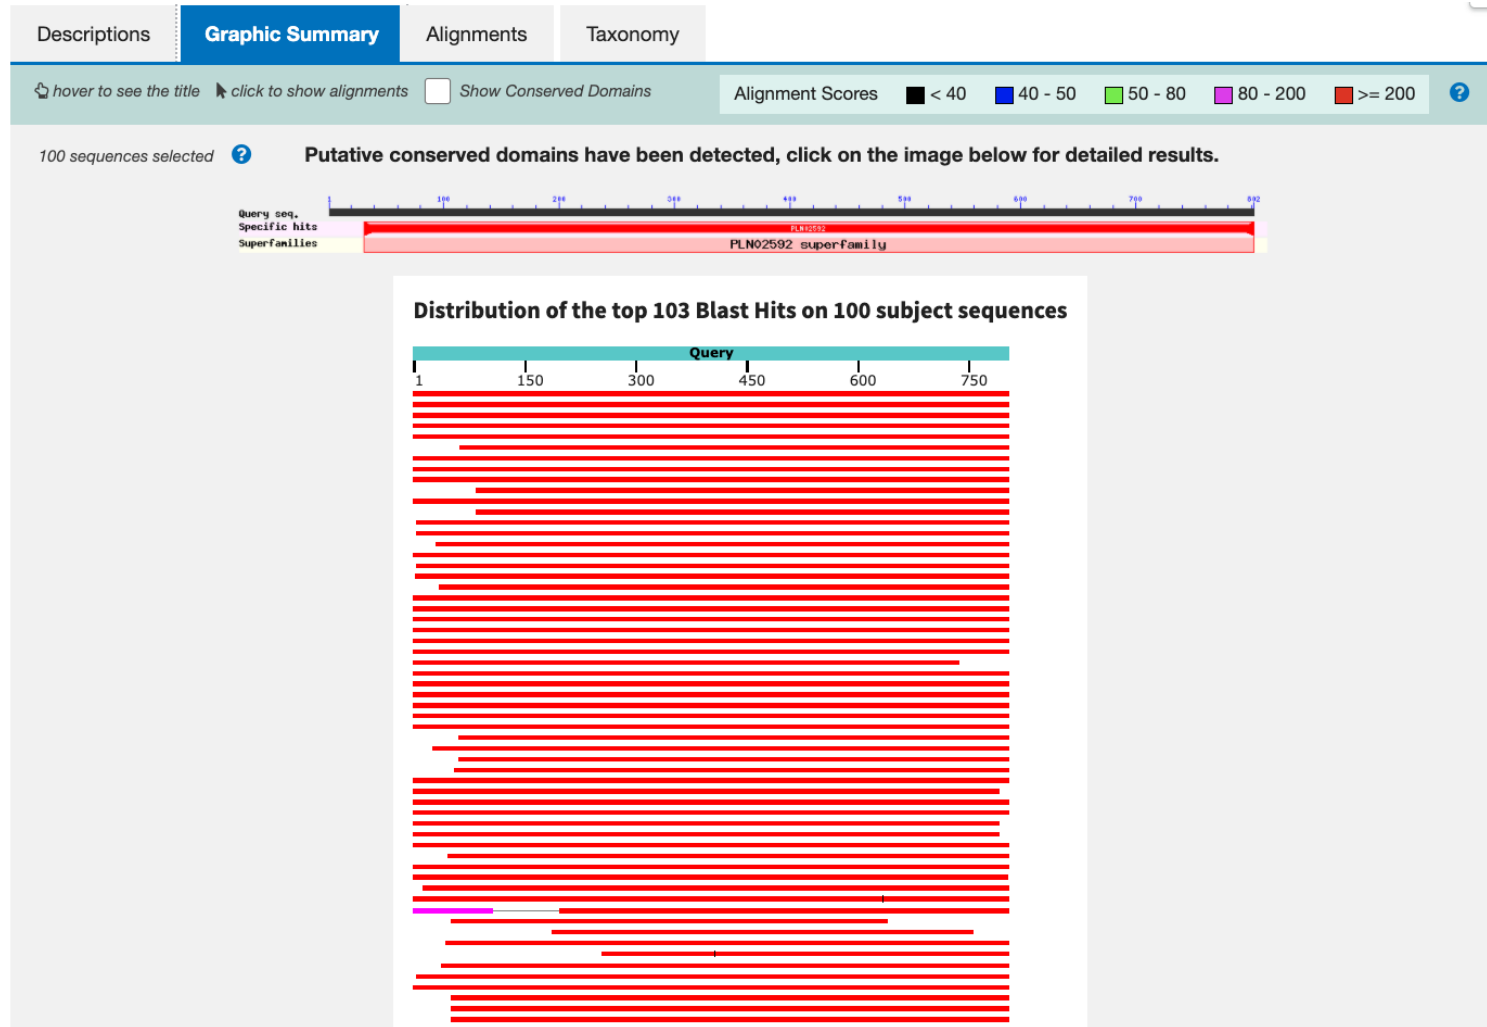 Descriptions Graphic Summary Alignments Taxonomy
hover to see the title click to show alignments Show Conserved Domains Alignment Scores < 40 40 - 50 50 - 80 80 - 200 >= 200 ?
100 sequences selected ? Putative conserved domains have been detected, click on the image below for detailed results.
1 100 200 300 400 500 600 700 802
Query seq.
Specific hits PLN02592
Superfamilies PLN02592 superfamily
Distribution of the top 103 Blast Hits on 100 subject sequences
Query
1 150 300 450 600 750